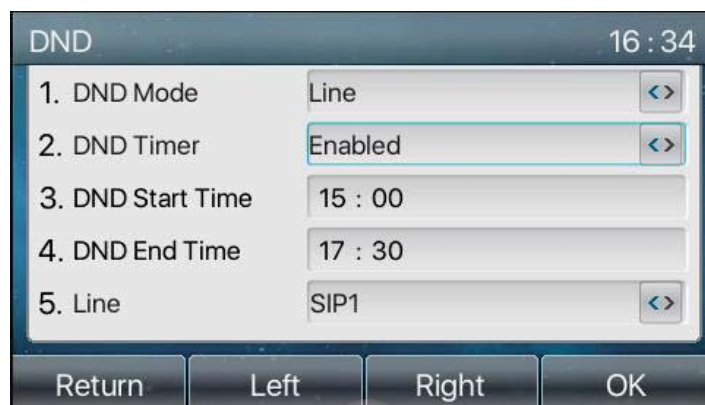 DND 16 : 34
1. DND Mode Line
2. DND Timer Enabled
3. DND Start Time 15 : 00
4. DND End Time 17 : 30
5. Line SIP1
Return Left Right OK